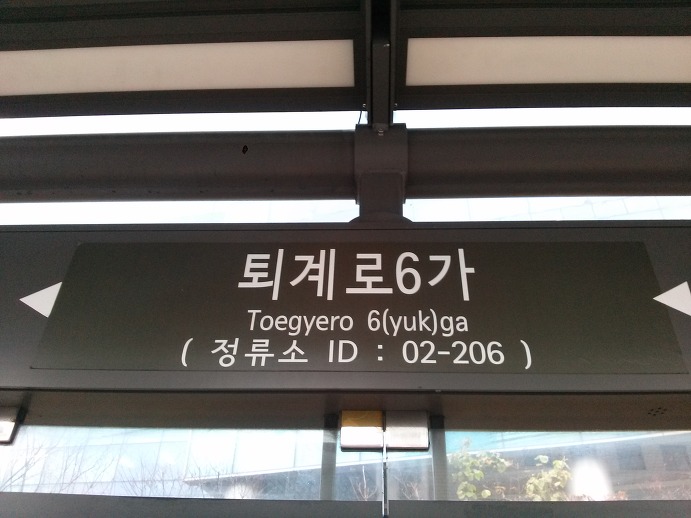 퇴계로6가
Toegyero 6(yuk)ga
( 정류소 ID : 02-206 )